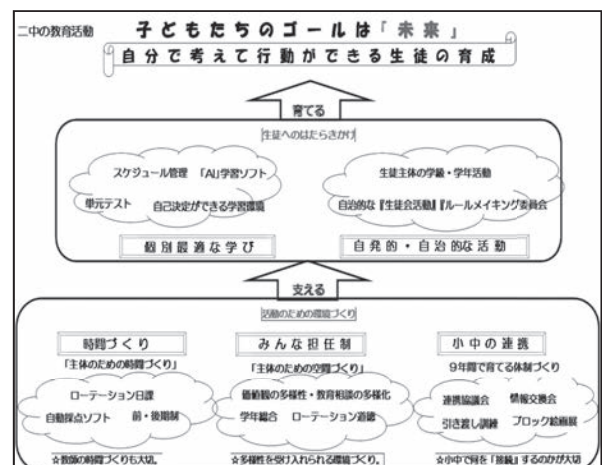 二中の教育活動
子どもたちのゴールは「未来」
自分で考えて行動ができる生徒の育成
育てる
生徒へのはたらきかけ
スケジュール管理 「AI」学習ソフト
単元テスト 自己決定ができる学習環境
個別最適な学び
生徒主体の学級・学年活動
自治的な『生徒会活動』『ルールメイキング委員会
自発的・自治的な活動
支える
活動のための環境づくり
時間づくり
「主体のための時間づくり」
ローテーション日課
自動採点ソフト 前・後期制
☆教師の時間づくりも大切。
みんな担任制
「主体のための空間づくり」
価値観の多様性・教育相談の多様化
学年総合 ローテーション道徳
☆多様性を受け入れられる環境づくり。
小中の連携
9年間で育てる体制づくり
連携協議会 情報交換会
引き渡し訓練 ブロック絵画展
☆小中で何を「接続」するのかが大切